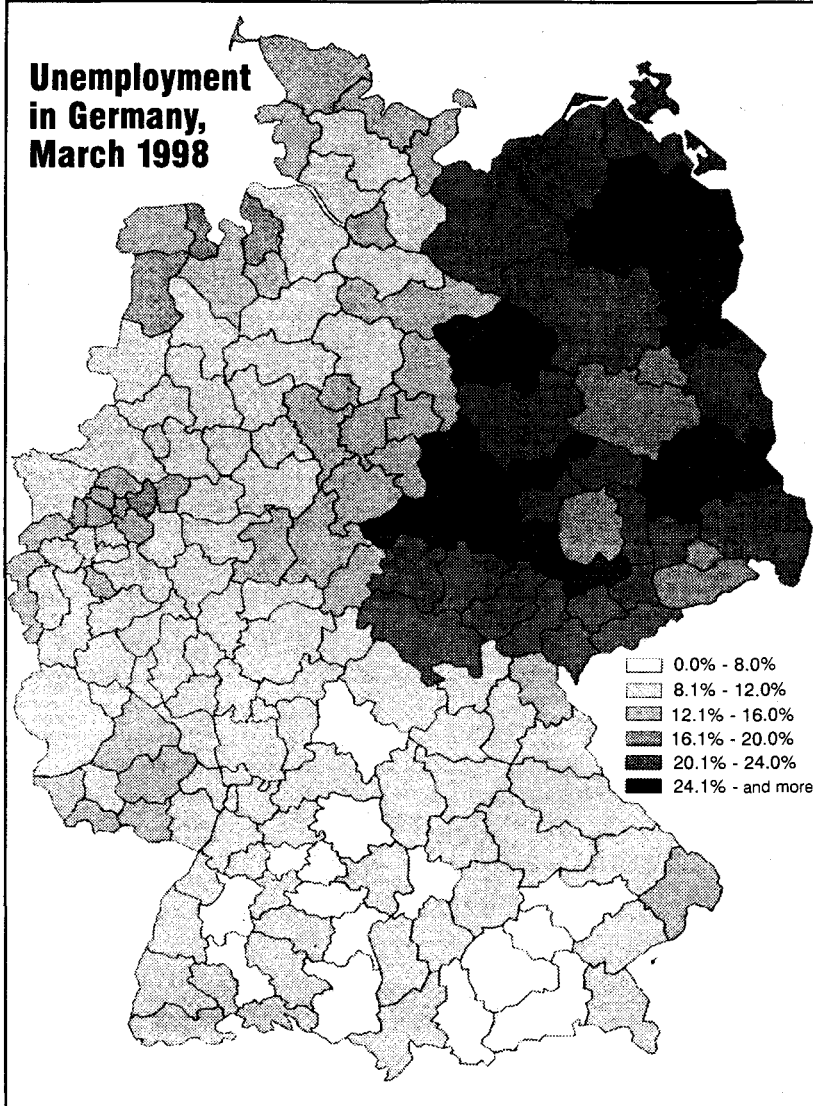 Unemployment
in Germany,
March 1998
0.0% - 8.0%
8.1% - 12.0%
12.1% - 16.0%
16.1% - 20.0%
20.1% - 24.0%
24.1% - and more